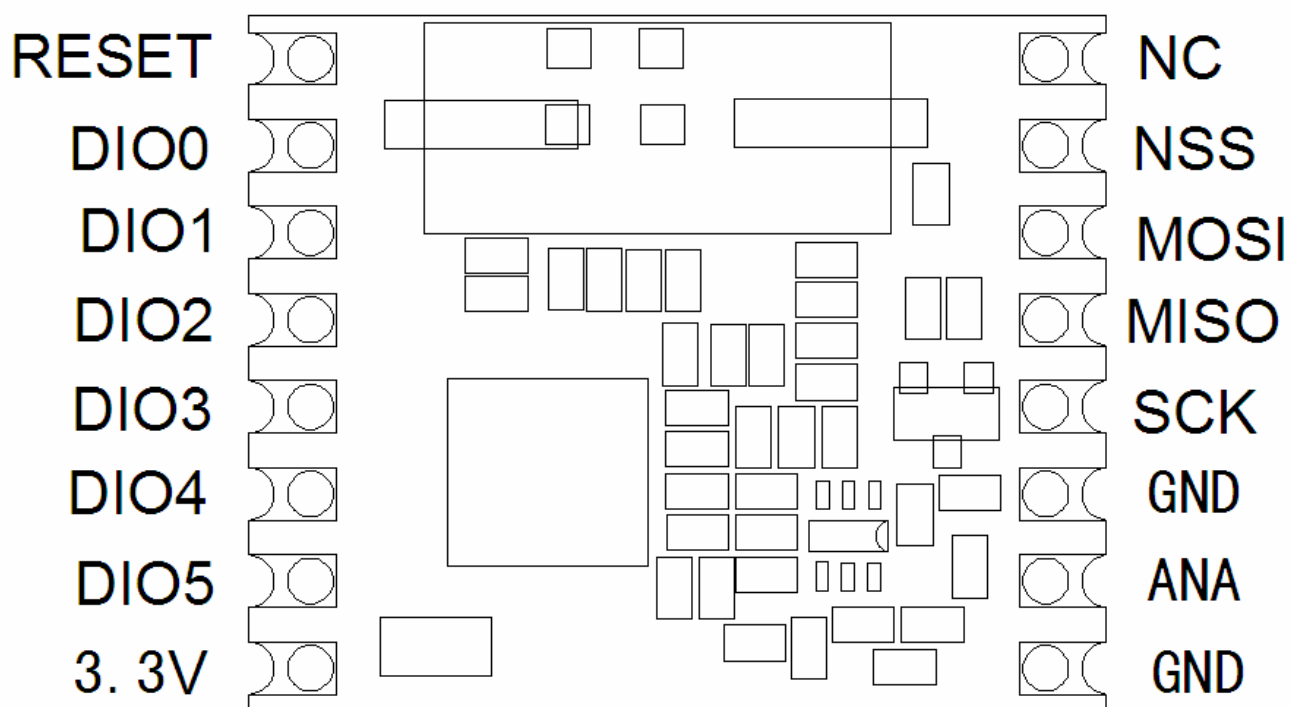 RESET
NC
DIO0
NSS
DIO1
MOSI
DIO2
MISO
DIO3
SCK
DIO4
GND
DIO5
ANA
3.3V
GND